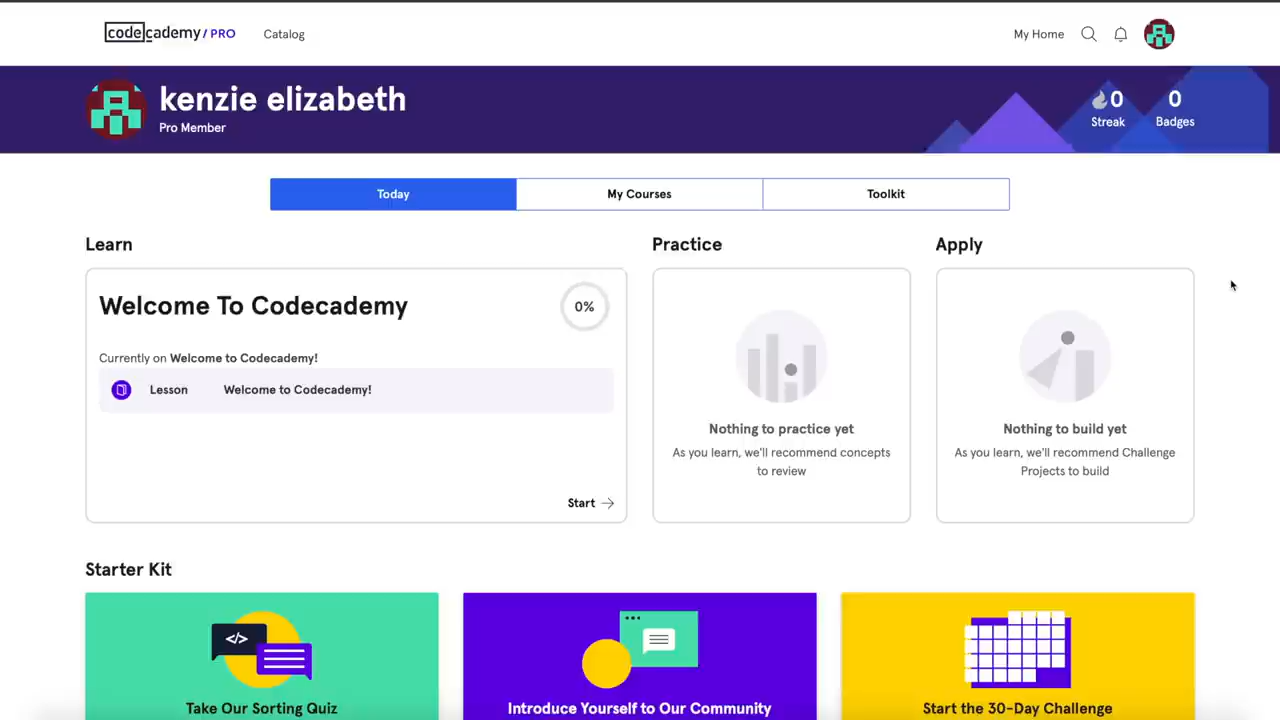 codecademy / PRO
Catalog
My Home
kenzie elizabeth
Pro Member
0
Streak
0
Badges
Today
My Courses
Toolkit
Learn
Welcome To Codecademy
0%
Currently on Welcome to Codecademy!
Lesson
Welcome to Codecademy!
Start →
Practice
Nothing to practice yet
As you learn, we'll recommend concepts
to review
Apply
Nothing to build yet
As you learn, we'll recommend Challenge
Projects to build
Starter Kit
</>
Take Our Sorting Quiz
Introduce Yourself to Our Community
Start the 30-Day Challenge